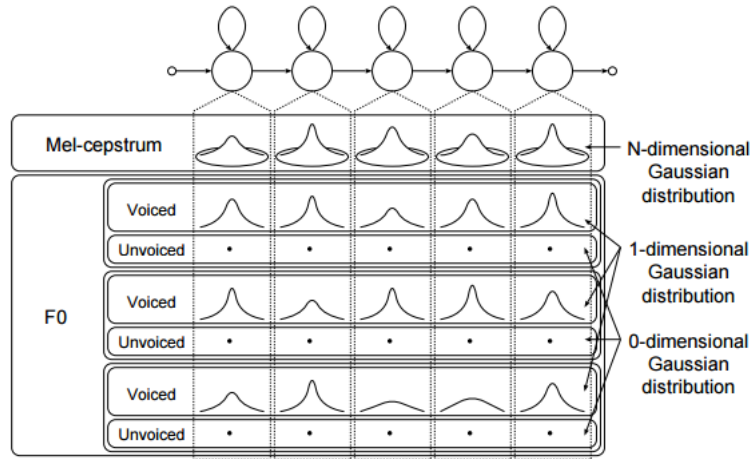 Mel-cepstrum
N-dimensional
Gaussian
distribution
F0
Voiced
Unvoiced
Voiced
Unvoiced
Voiced
Unvoiced
1-dimensional
Gaussian
distribution
0-dimensional
Gaussian
distribution